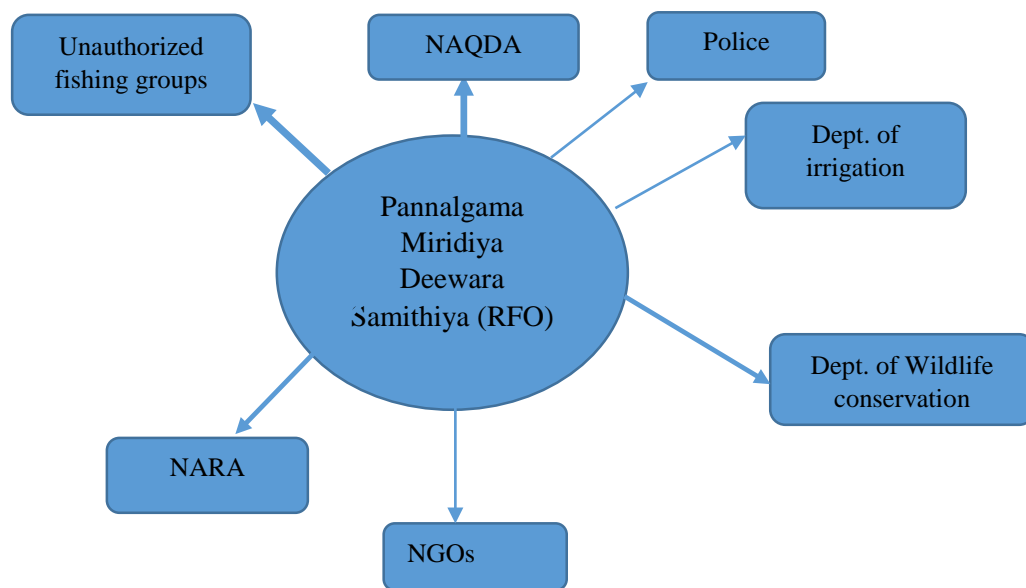 Unauthorized
fishing groups
NAQDA
Police
Dept. of
irrigation
Pannalgama
Miridiya
Deewara
Samithiya (RFO)
Dept. of Wildlife
conservation
NARA
NGOs